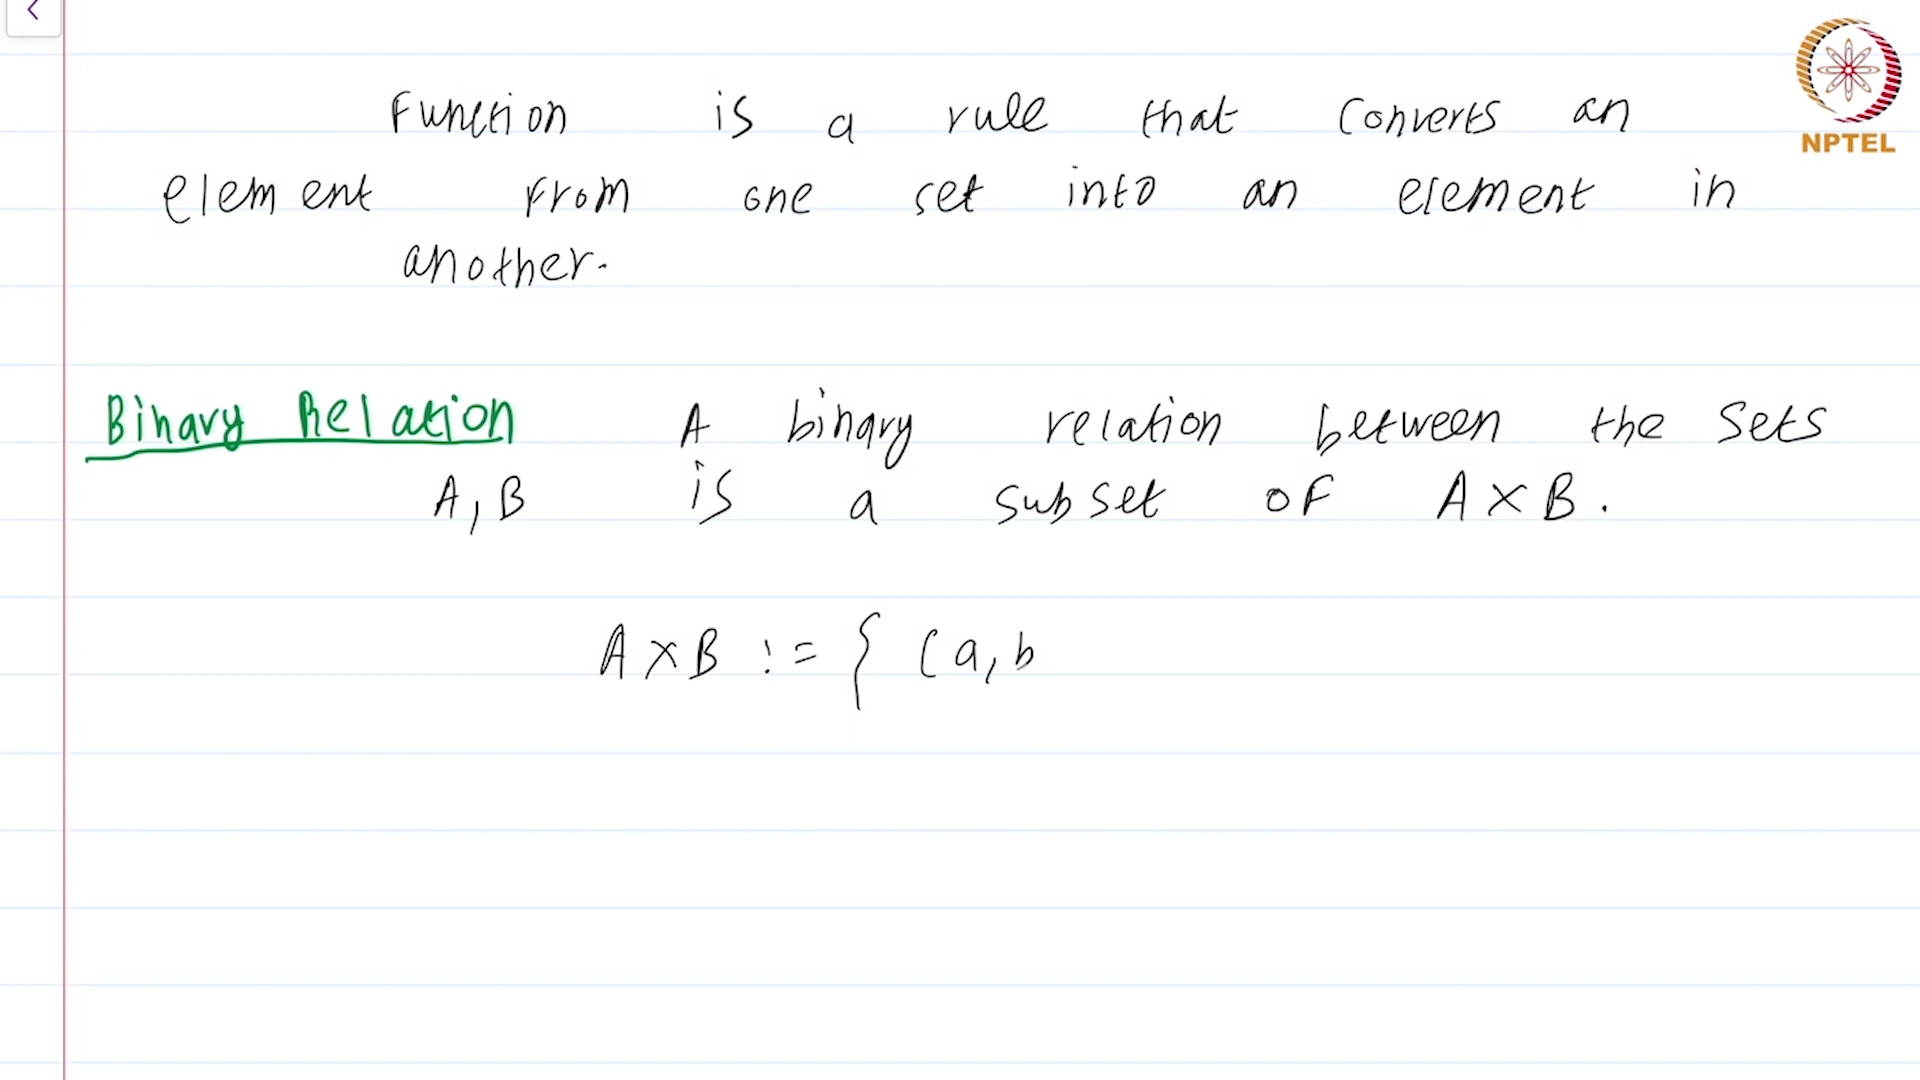 NPTEL
Function is a rule that converts an
element from one set into an element in
another.
Binary Relation A binary relation between the sets
A, B is a subset of A × B.
A × B := { (a, b